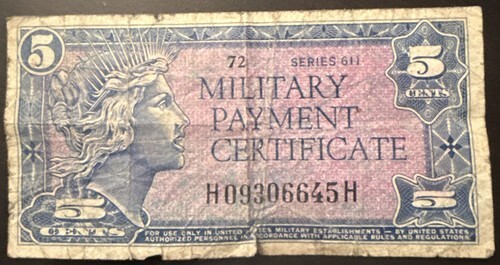 5 72 SERIES 611 5
CENTS
MILITARY
PAYMENT
CERTIFICATE
H09306645H
5 5
CENTS
FOR USE ONLY IN UNITED STATES MILITARY ESTABLISHMENTS — BY UNITED STATES
AUTHORIZED PERSONNEL IN ACCORDANCE WITH APPLICABLE RULES AND REGULATIONS